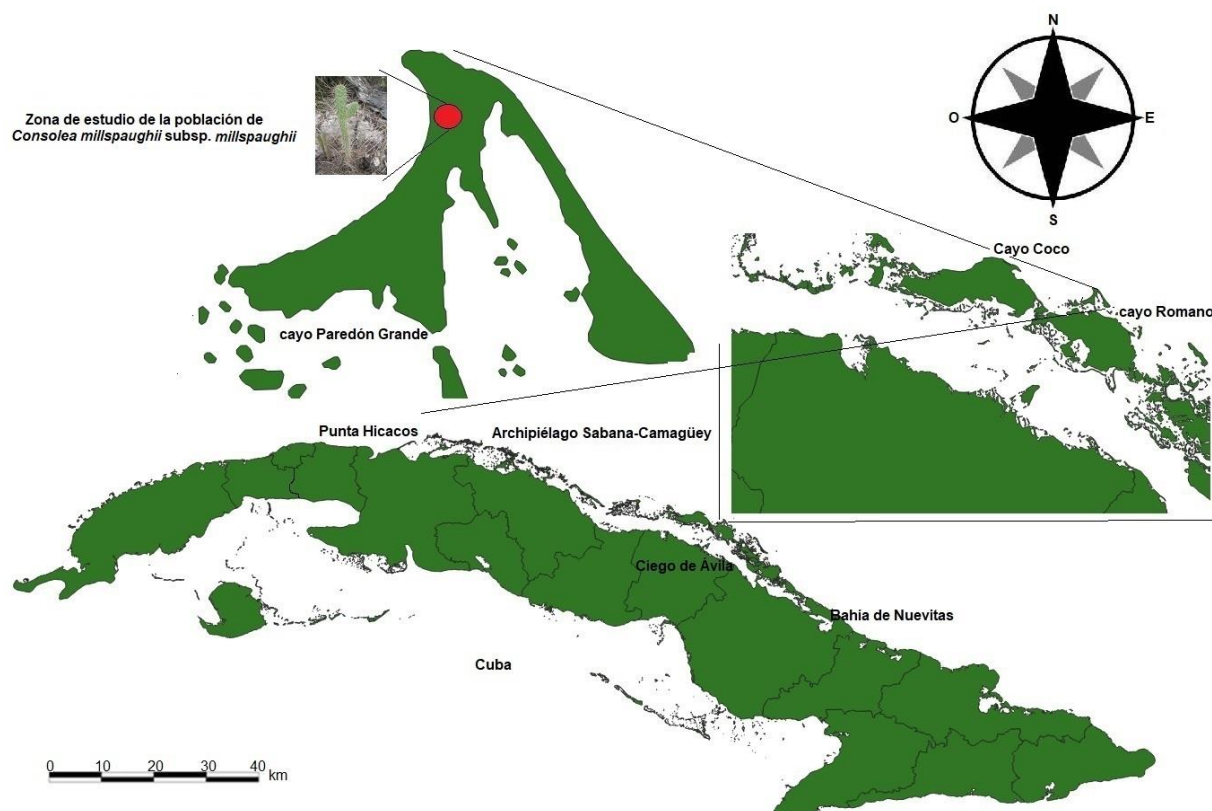 N
Zona de estudio de la población de
Consolea millspaughii subsp. millspaughii
O
E
S
Cayo Coco
cayo Romano
cayo Paredón Grande
Punta Hicacos
Archipiélago Sabana-Camagüey
Ciego de Ávila
Bahía de Nuevitas
Cuba
0 10 20 30 40
km